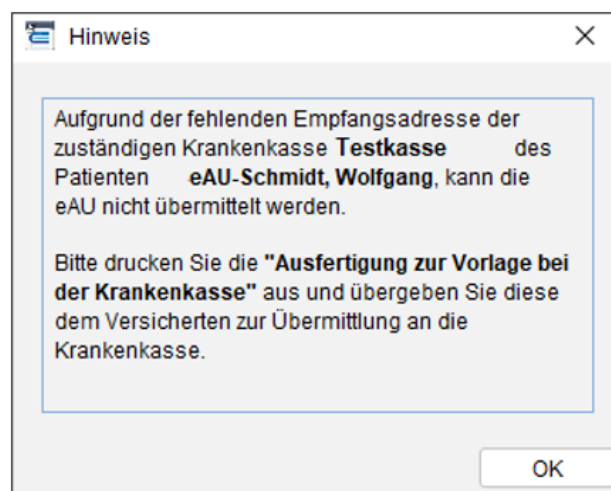 Hinweis
Aufgrund der fehlenden Empfangsadresse der
zuständigen Krankenkasse Testkasse des
Patienten eAU-Schmidt, Wolfgang, kann die
eAU nicht übermittelt werden.
Bitte drucken Sie die "Ausfertigung zur Vorlage bei
der Krankenkasse" aus und übergeben Sie diese
dem Versicherten zur Übermittlung an die
Krankenkasse.
OK